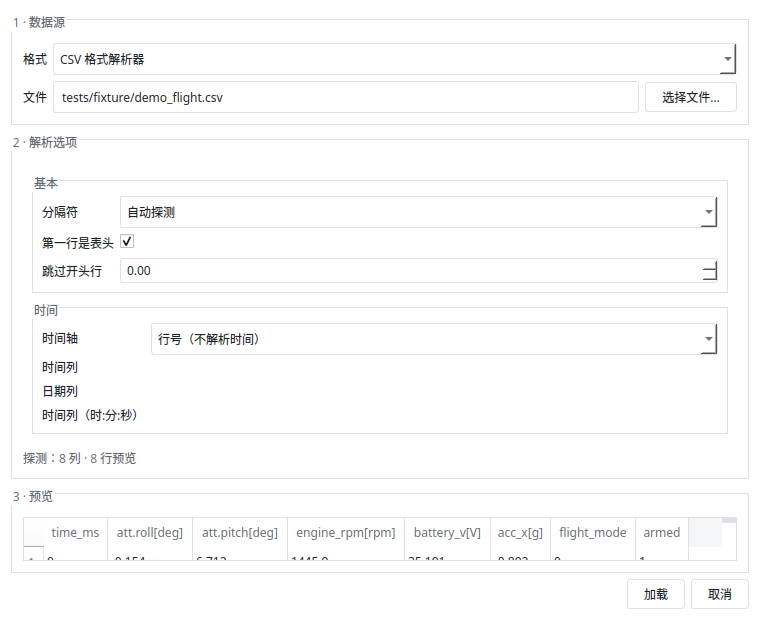 1 · 数据源
格式 CSV 格式解析器
文件 tests/fixture/demo_flight.csv 选择文件...
2 · 解析选项
基本
分隔符 自动探测
第一行是表头
跳过开头行 0.00
时间
时间轴 行号（不解析时间）
时间列
日期列
时间列（时:分:秒）
探测：8 列 · 8 行预览
3 · 预览
time_ms att.roll[deg] att.pitch[deg] engine_rpm[rpm] battery_v[V] acc_x[g] flight_mode armed
加载 取消